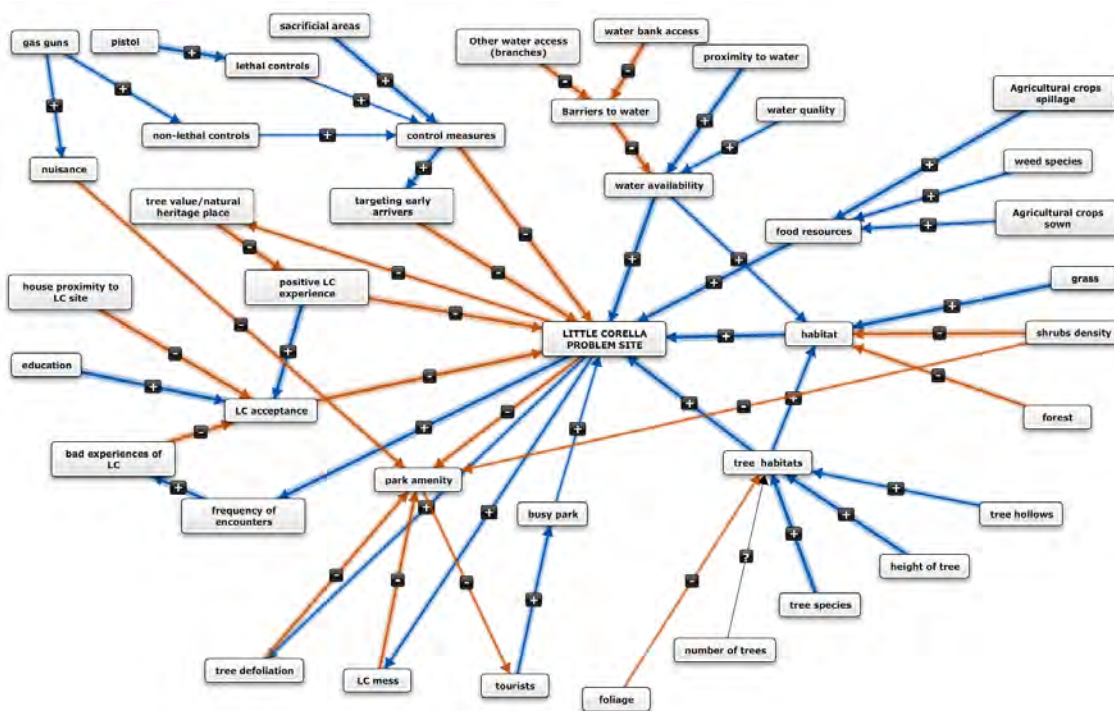 sacrificial areas
gas guns
pistol
Other water access
(branches)
water bank access
proximity to water
lethal controls
Agricultural crops
spillage
Barriers to water
water quality
non-lethal controls
control measures
weed species
nuisance
water availability
tree value/natural
heritage place
targeting early
arrivers
Agricultural crops
sown
food resources
house proximity to
LC site
positive LC
experience
grass
LITTLE CORELLA
PROBLEM SITE
habitat
shrubs density
education
LC acceptance
forest
bad experiences of
LC
park amenity
tree habitats
frequency of
encounters
busy park
tree hollows
height of tree
tree species
number of trees
tree defoliation
LC mess
tourists
foliage
+
+
+
+
+
+
+
-
-
+
+
-
+
-
-
+
+
+
+
-
-
-
-
+
+
-
-
-
+
+
-
+
-
-
+
-
+
-
+
+
-
+
-
+
+
+
-
-
-
+
+
+
?
-
+